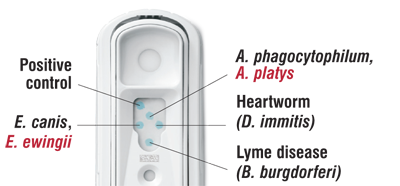 Positive
control
E. canis,
E. ewingii
A. phagocytophilum,
A. platys
Heartworm
(D. immitis)
Lyme disease
(B. burgdorferi)